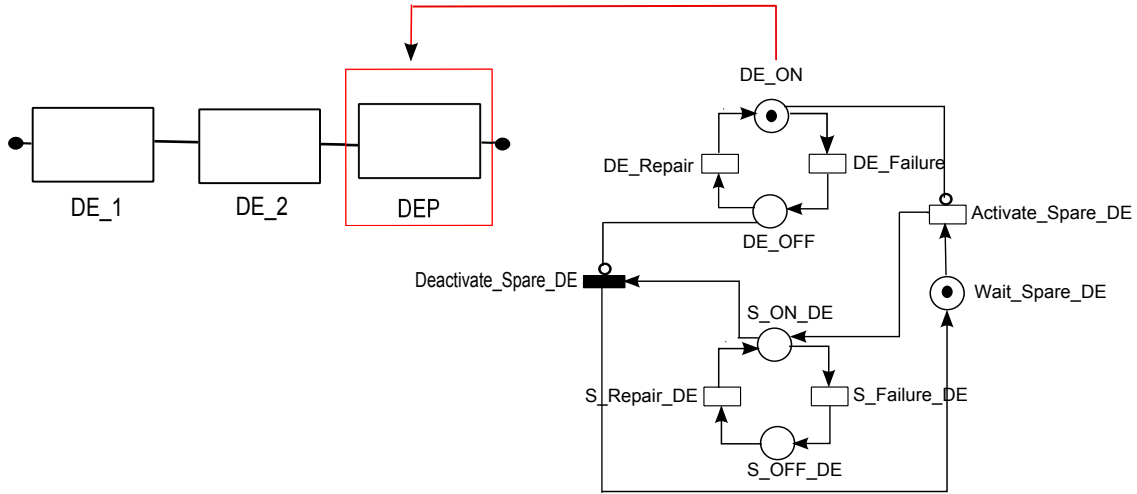 DE_ON
DE_Repair
DE_Failure
DE_1
DE_2
DEP
DE_OFF
Activate_Spare_DE
Deactivate_Spare_DE
Wait_Spare_DE
S_ON_DE
S_Repair_DE
S_Failure_DE
S_OFF_DE